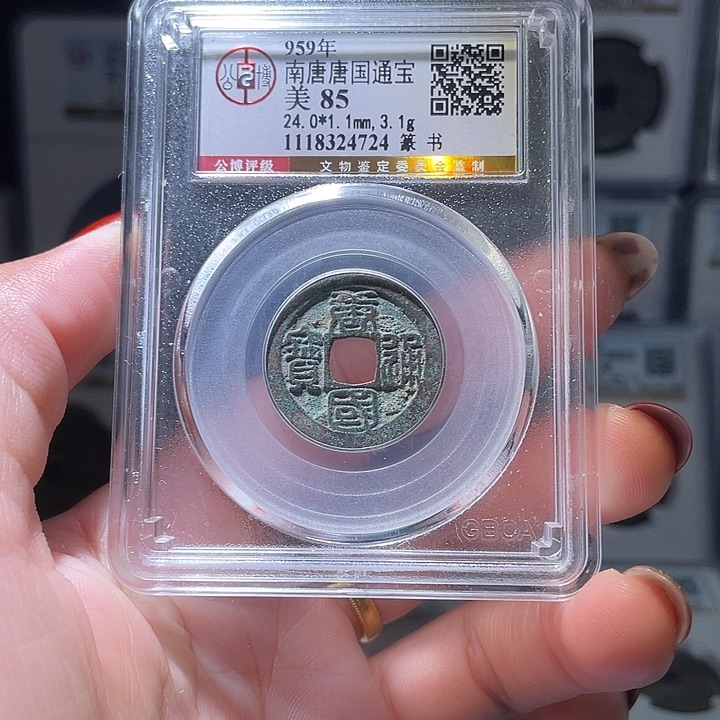 959年
南唐唐国通宝
美 85
24.0*1.1mm,3.1g
1118324724 篆 书
公博评级
文物鉴定委员会监制
唐國通寶
GBCA